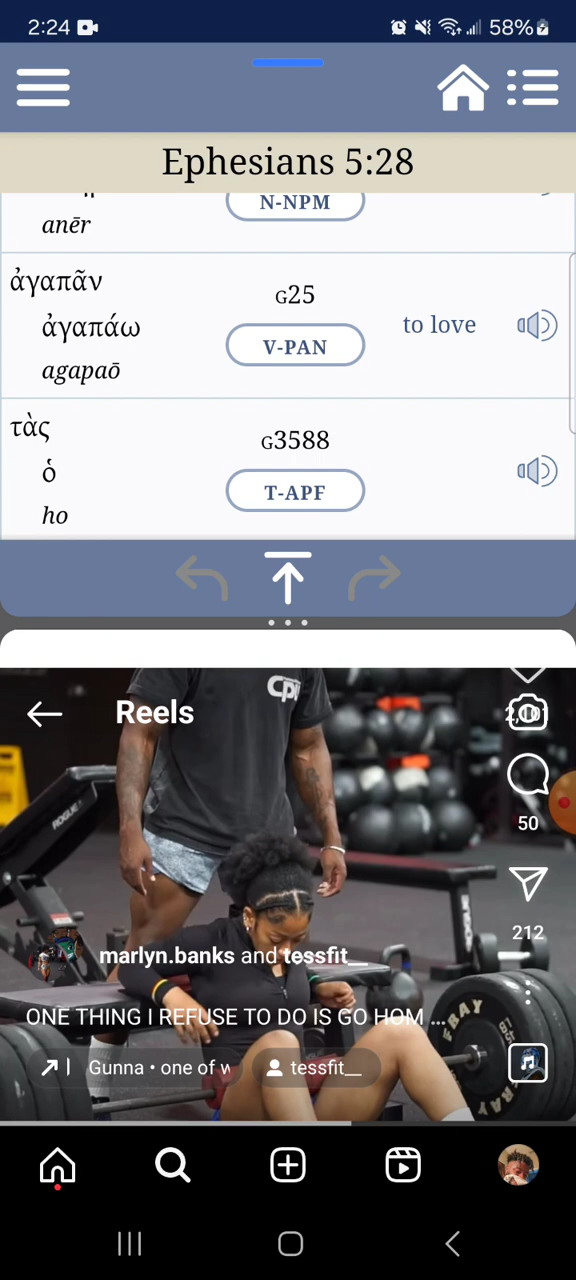 2:24
58%
Ephesians 5:28
N-NPM
anēr
ἀγαπᾶν
G25
ἀγαπάω
to love
V-PAN
agapaō
τὰς
G3588
ὁ
T-APF
ho
Reels
50
marlyn.banks and tessfit__
212
ONE THING I REFUSE TO DO IS GO HOM ...
Gunna • one of w
tessfit__
ROGUE
FRAY